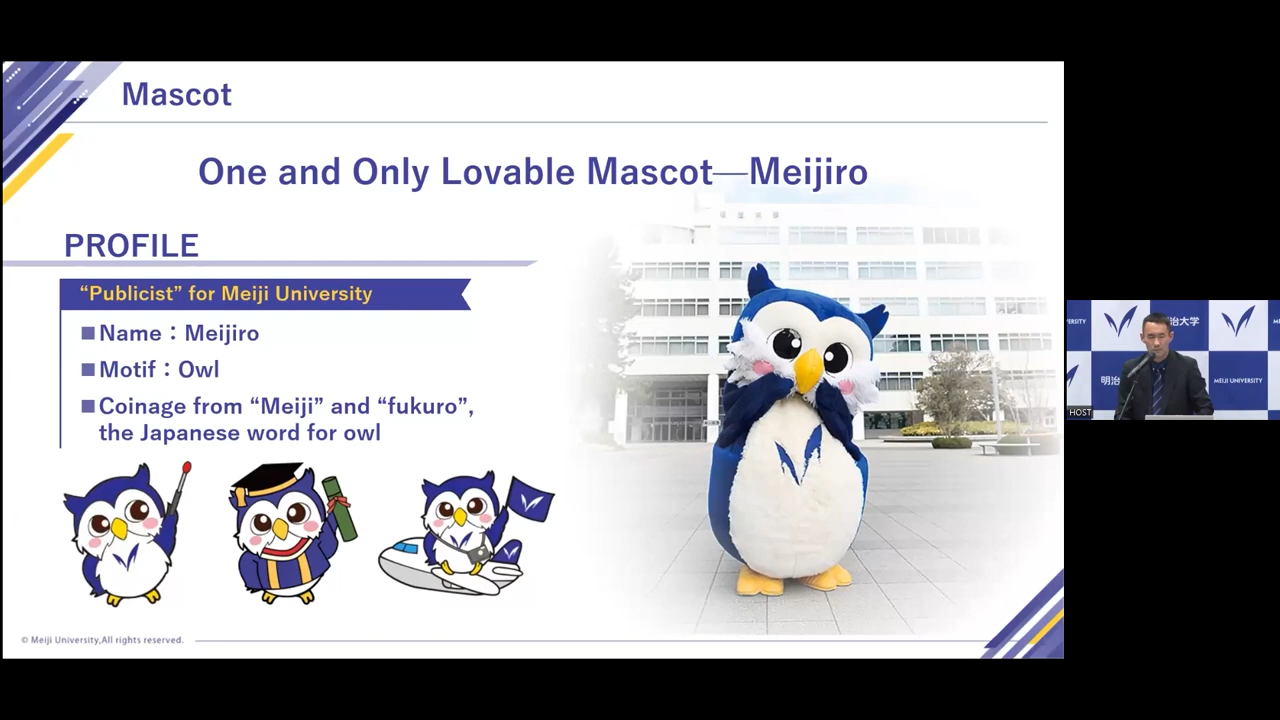 Mascot
One and Only Lovable Mascot—Meijiro
PROFILE
“Publicist” for Meiji University
■Name：Meijiro
■Motif：Owl
■Coinage from “Meiji” and “fukuro”,
the Japanese word for owl
© Meiji University,All rights reserved.
明治大学
MEIJI UNIVERSITY
HOST